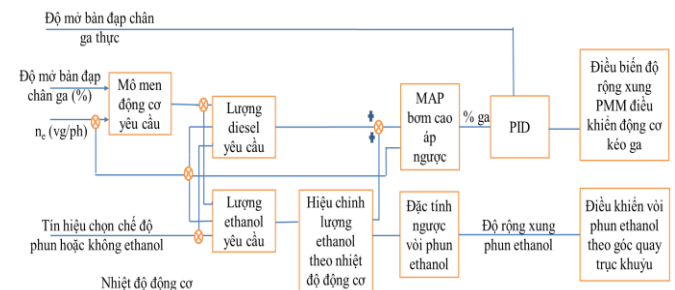 Độ mở bàn đạp chân
ga thực
Độ mở bàn đạp
chân ga (%)
nₑ (vg/ph)
Mô men
động cơ
yêu cầu
Lượng
diesel
yêu cầu
MAP
bơm cao
áp
ngược
% ga
PID
Điều biến độ
rộng xung
PMM điều
khiển động cơ
kéo ga
Tín hiệu chọn chế độ
phun hoặc không ethanol
Lượng
ethanol
yêu cầu
Hiệu chỉnh
lượng
ethanol
theo nhiệt
độ động cơ
Đặc tính
ngược
vòi phun
ethanol
Độ rộng xung
phun ethanol
Điều khiển vòi
phun ethanol
theo góc quay
trục khuỷu
Nhiệt độ động cơ